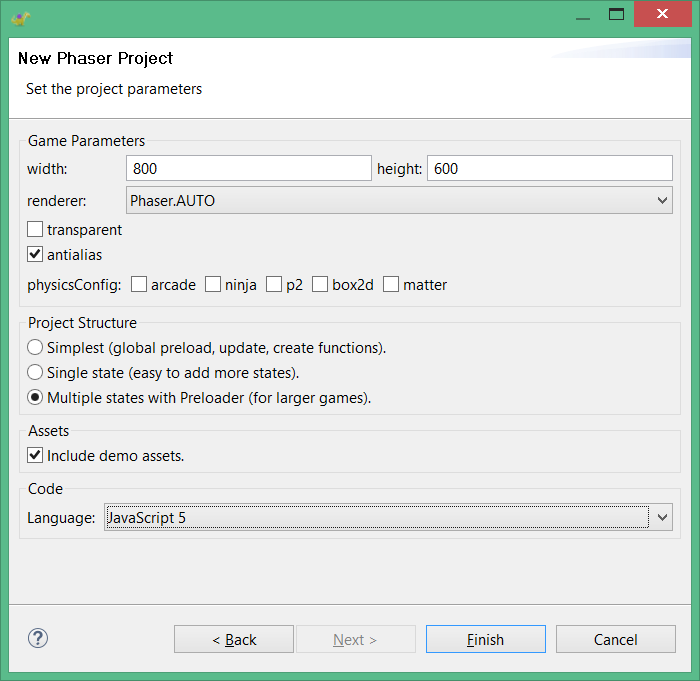 New Phaser Project
Set the project parameters
Game Parameters
width: 800 height: 600
renderer: Phaser.AUTO
transparent
antialias
physicsConfig: arcade ninja p2 box2d matter
Project Structure
Simplest (global preload, update, create functions).
Single state (easy to add more states).
Multiple states with Preloader (for larger games).
Assets
Include demo assets.
Code
Language: JavaScript 5
? < Back Next > Finish Cancel